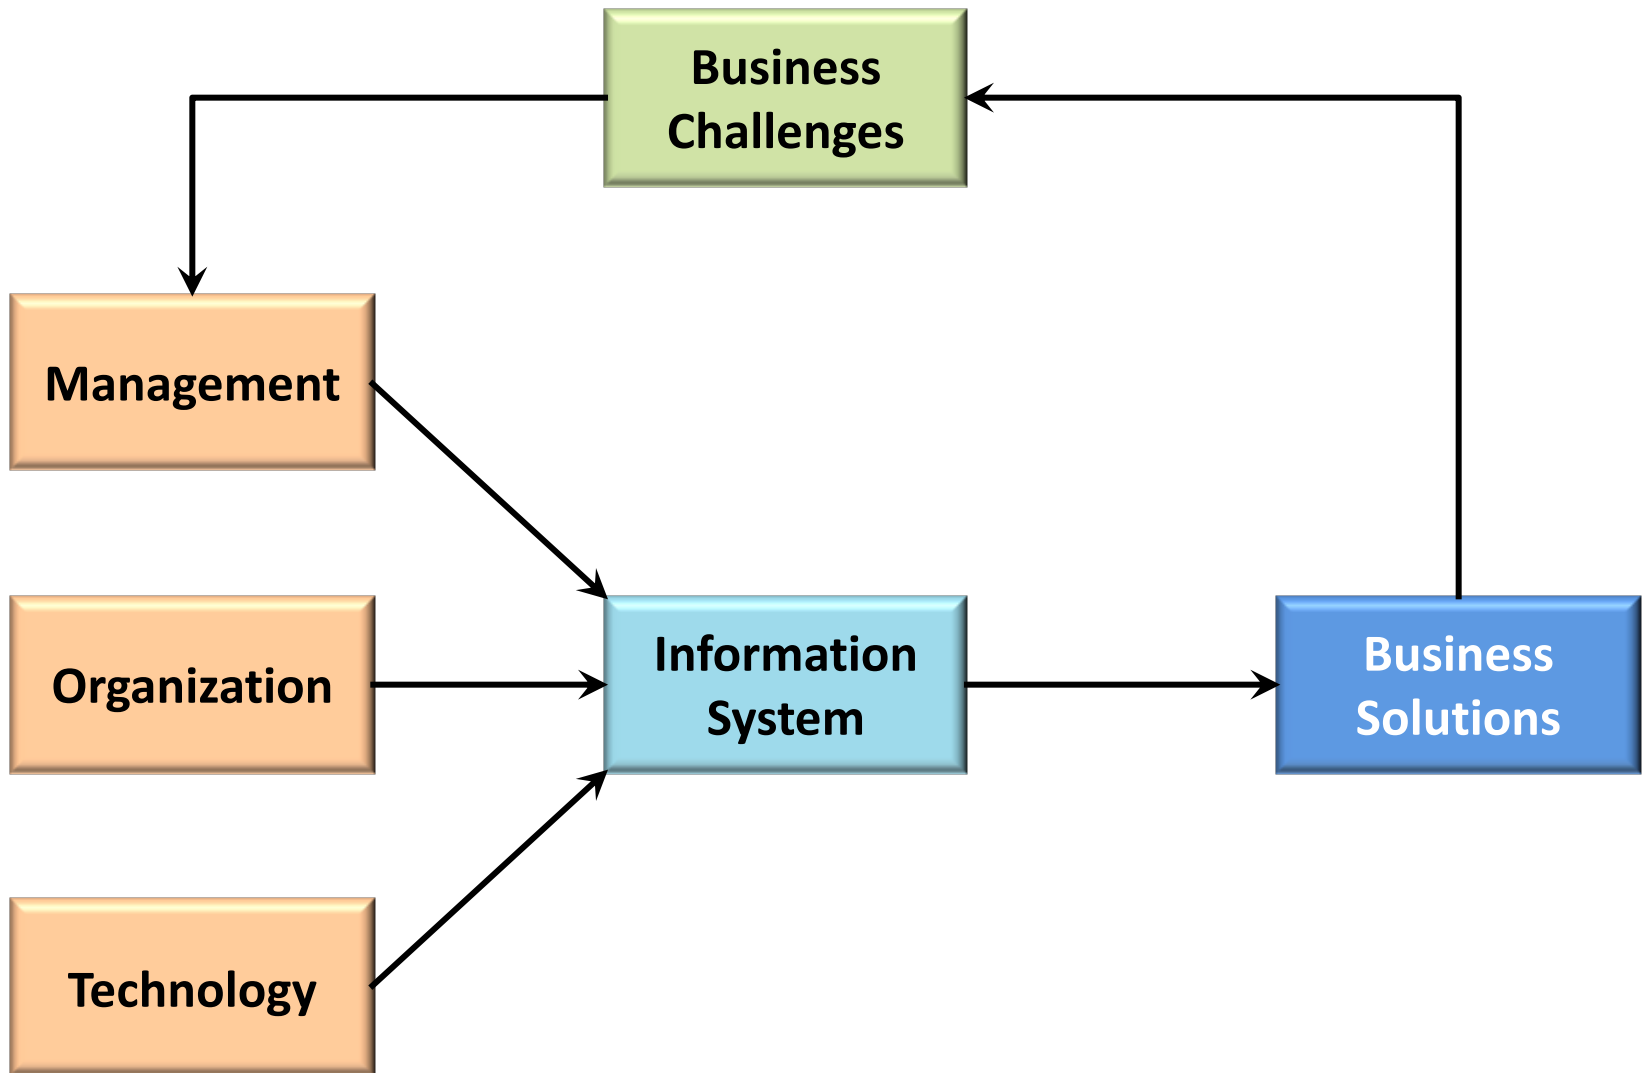 Business
Challenges
Management
Organization
Information
System
Business
Solutions
Technology